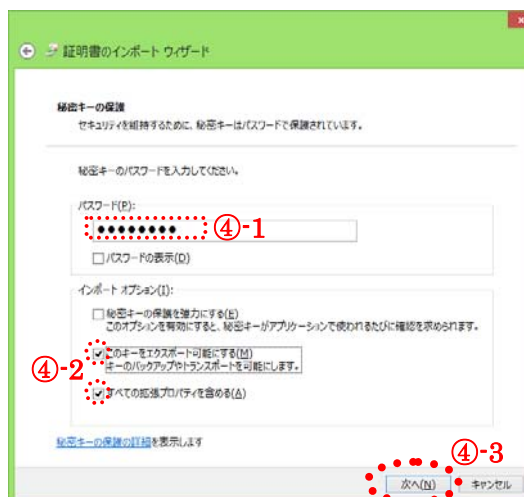 ×
証明書のインポート ウィザード
秘密キーの保護
セキュリティを維持するために、秘密キーはパスワードで保護されています。
秘密キーのパスワードを入力してください。
パスワード(P):
●●●●●●●● ④-1
パスワードの表示(D)
インポート オプション(I):
秘密キーの保護を強力にする(E)
このオプションを有効にすると、秘密キーがアプリケーションで使われるたびに確認を求められます。
このキーをエクスポート可能にする(M)
キーのバックアップやトランスポートを可能にします。
④-2
すべての拡張プロパティを含める(A)
秘密キーの保護の詳細を表示します
④-3
次へ(N) キャンセル